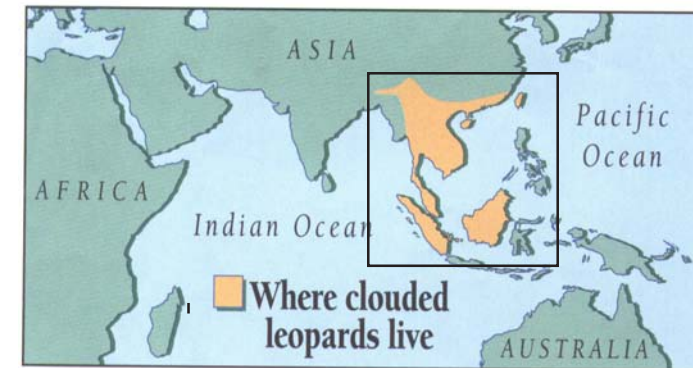 ASIA
Pacific
Ocean
AFRICA
Indian Ocean
Where clouded
leopards live
AUSTRALIA